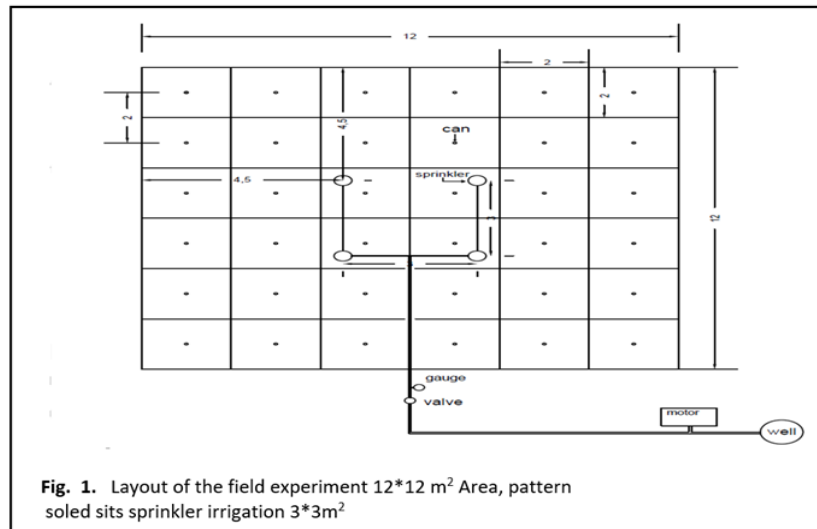 12
2
2
2
4,5
can
4,5
sprinkler
3
12
gauge
valve
motor
well
Fig. 1. Layout of the field experiment 12*12 m² Area, pattern
soled sits sprinkler irrigation 3*3m²